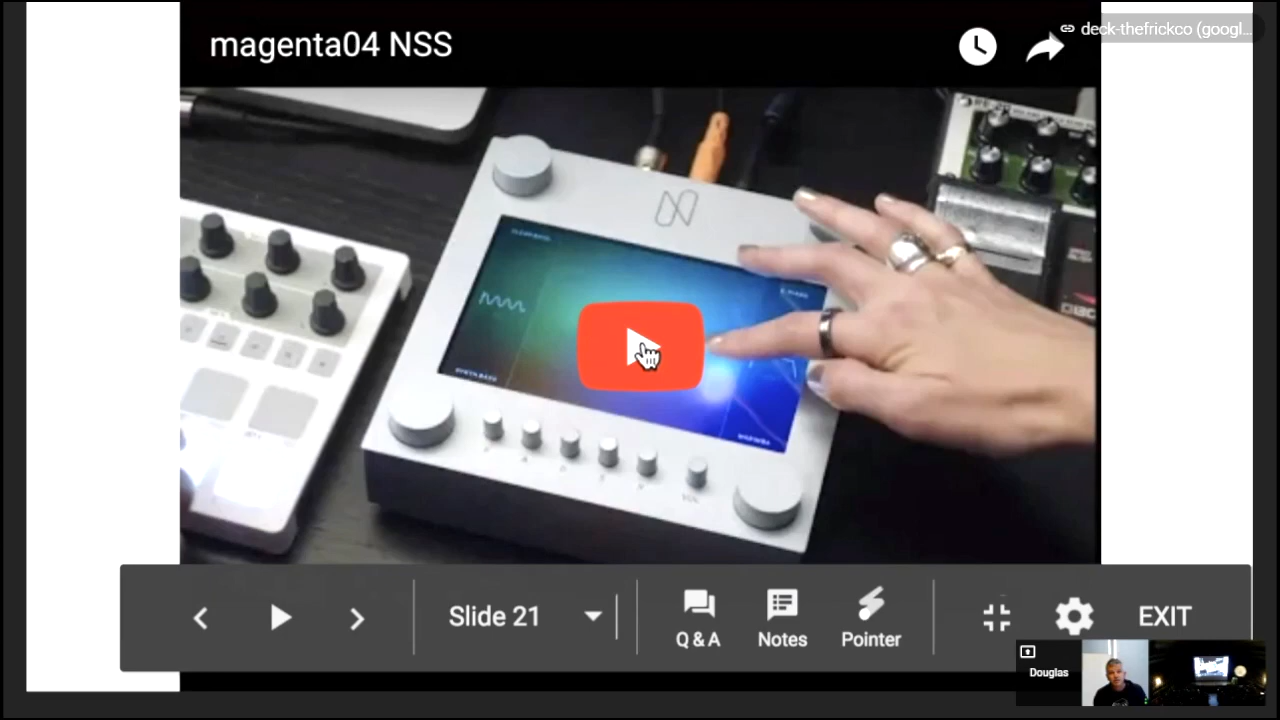 magenta04 NSS
deck-thefrickco (googl...
Slide 21
Q & A
Notes
Pointer
EXIT
Douglas